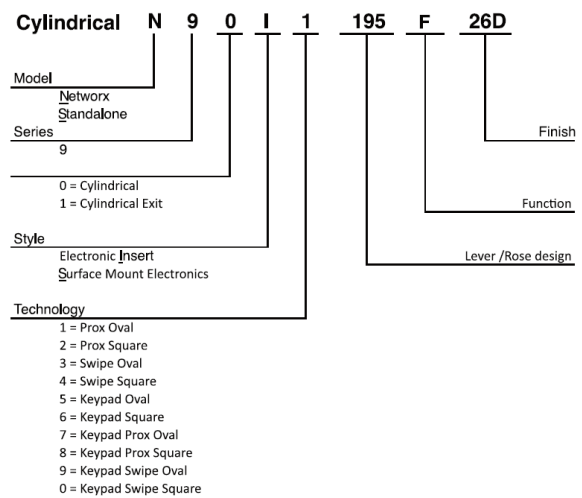 Cylindrical N 9 0 I 1 195 F 26D
Model
Networx
Standalone
Series
9
Finish
0 = Cylindrical
1 = Cylindrical Exit
Function
Style
Electronic Insert
Surface Mount Electronics
Lever /Rose design
Technology
1 = Prox Oval
2 = Prox Square
3 = Swipe Oval
4 = Swipe Square
5 = Keypad Oval
6 = Keypad Square
7 = Keypad Prox Oval
8 = Keypad Prox Square
9 = Keypad Swipe Oval
0 = Keypad Swipe Square